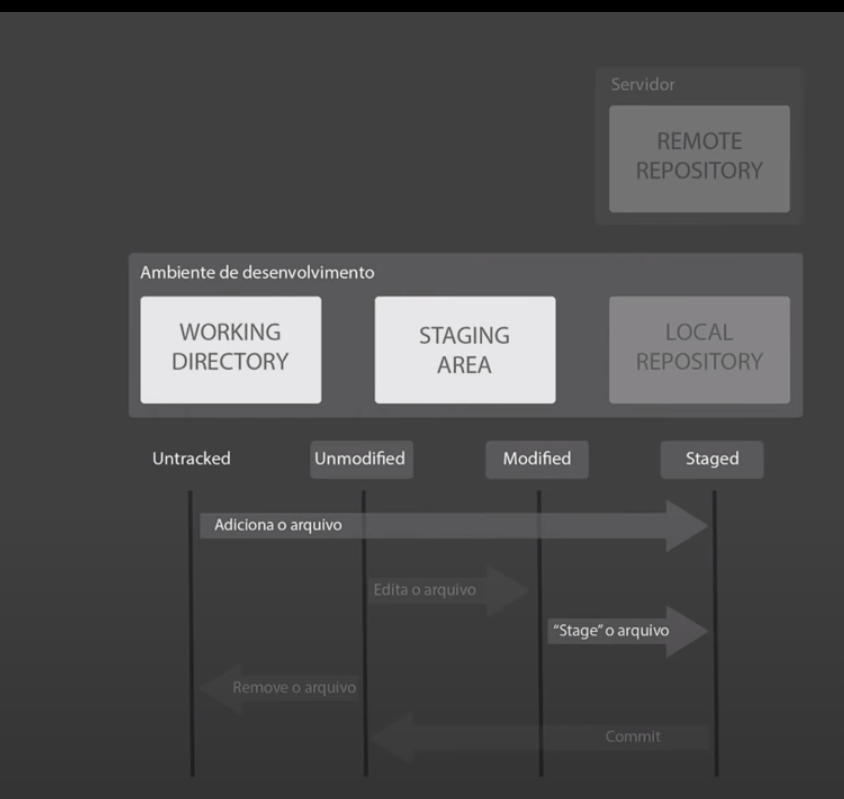 Servidor
REMOTE
REPOSITORY
Ambiente de desenvolvimento
WORKING
DIRECTORY
STAGING
AREA
LOCAL
REPOSITORY
Untracked
Unmodified
Modified
Staged
Adiciona o arquivo
Edita o arquivo
“Stage” o arquivo
Remove o arquivo
Commit